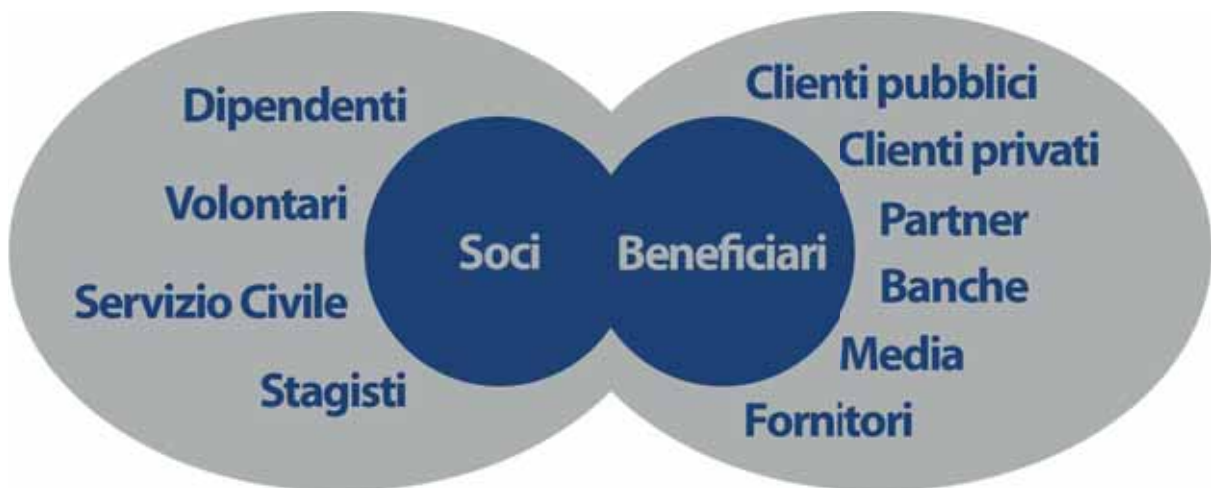 Dipendenti
Volontari
Servizio Civile
Stagisti
Soci
Beneficiari
Clienti pubblici
Clienti privati
Partner
Banche
Media
Fornitori